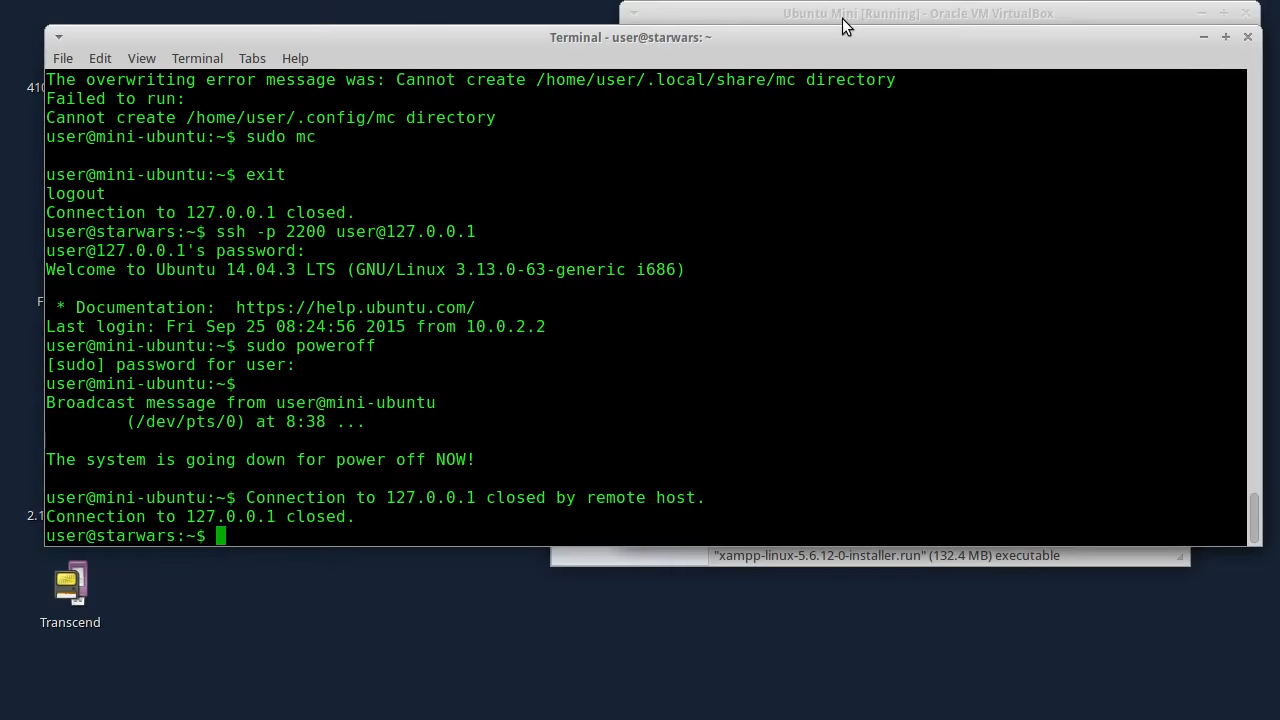 Ubuntu Mini [Running] - Oracle VM VirtualBox
Terminal - user@starwars: ~
File Edit View Terminal Tabs Help
The overwriting error message was: Cannot create /home/user/.local/share/mc directory
Failed to run:
Cannot create /home/user/.config/mc directory
user@mini-ubuntu:~$ sudo mc
user@mini-ubuntu:~$ exit
logout
Connection to 127.0.0.1 closed.
user@starwars:~$ ssh -p 2200 user@127.0.0.1
user@127.0.0.1's password:
Welcome to Ubuntu 14.04.3 LTS (GNU/Linux 3.13.0-63-generic i686)
* Documentation:  https://help.ubuntu.com/
Last login: Fri Sep 25 08:24:56 2015 from 10.0.2.2
user@mini-ubuntu:~$ sudo poweroff
[sudo] password for user:
user@mini-ubuntu:~$
Broadcast message from user@mini-ubuntu
(/dev/pts/0) at 8:38 ...
The system is going down for power off NOW!
user@mini-ubuntu:~$ Connection to 127.0.0.1 closed by remote host.
Connection to 127.0.0.1 closed.
user@starwars:~$
410
F
2.1
"xampp-linux-5.6.12-0-installer.run" (132.4 MB) executable
Transcend